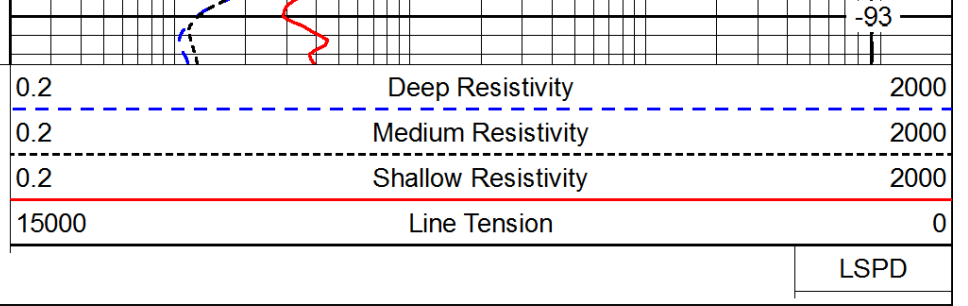 -93
0.2 Deep Resistivity 2000
0.2 Medium Resistivity 2000
0.2 Shallow Resistivity 2000
15000 Line Tension 0
LSPD